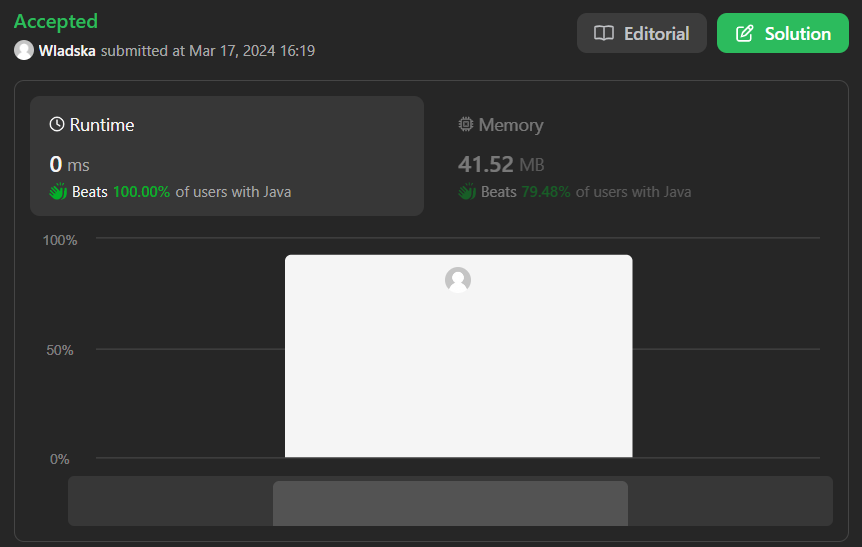 Accepted
Wladska submitted at Mar 17, 2024 16:19
Editorial
Solution
Runtime
0 ms
Beats 100.00% of users with Java
Memory
41.52 MB
Beats 79.48% of users with Java
100%
50%
0%